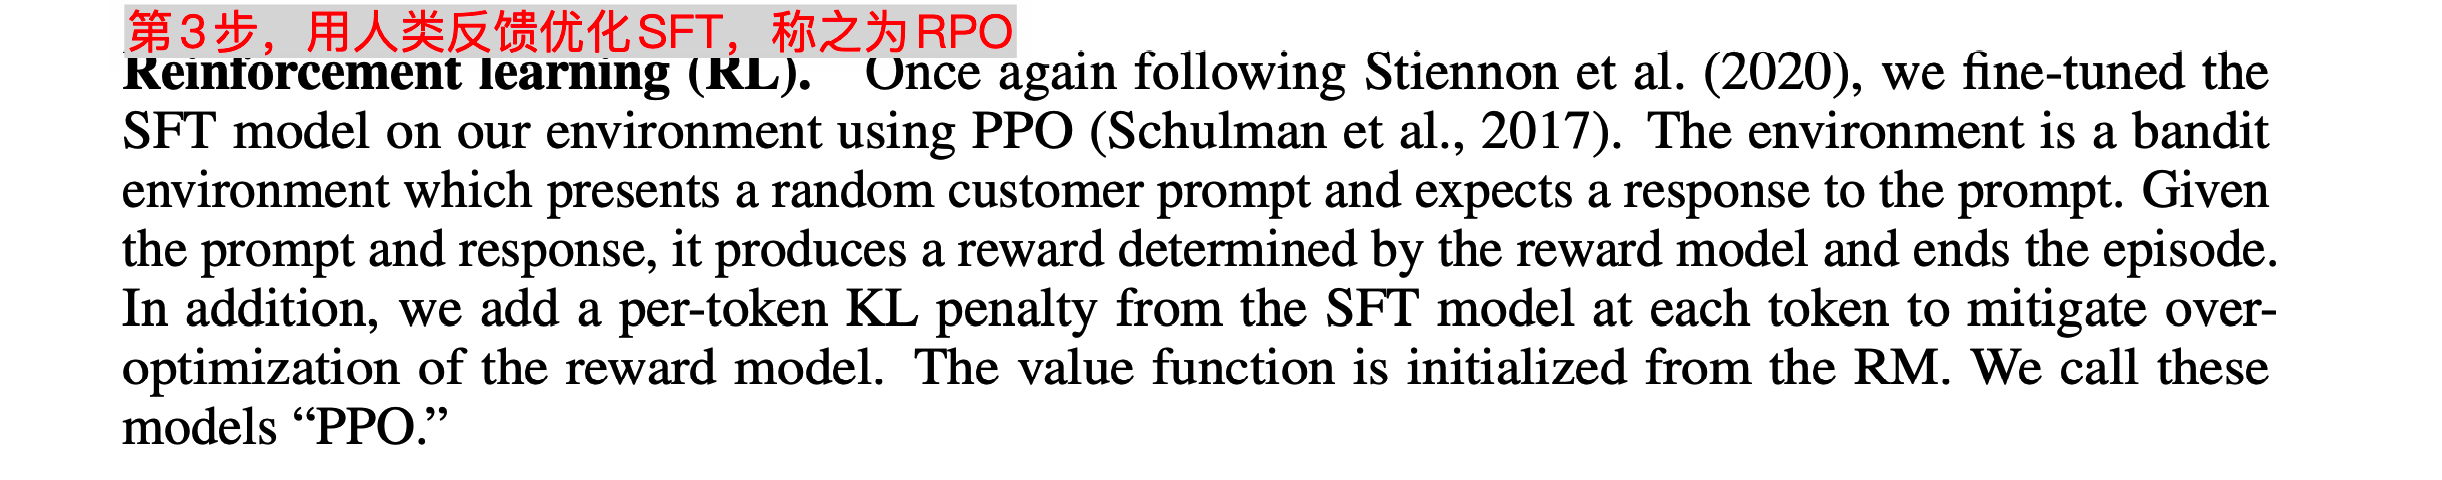 第3步，用人类反馈优化SFT，称之为RPO
Reinforcement learning (RL). Once again following Stiennon et al. (2020), we fine-tuned the
SFT model on our environment using PPO (Schulman et al., 2017). The environment is a bandit
environment which presents a random customer prompt and expects a response to the prompt. Given
the prompt and response, it produces a reward determined by the reward model and ends the episode.
In addition, we add a per-token KL penalty from the SFT model at each token to mitigate over-
optimization of the reward model. The value function is initialized from the RM. We call these
models “PPO.”